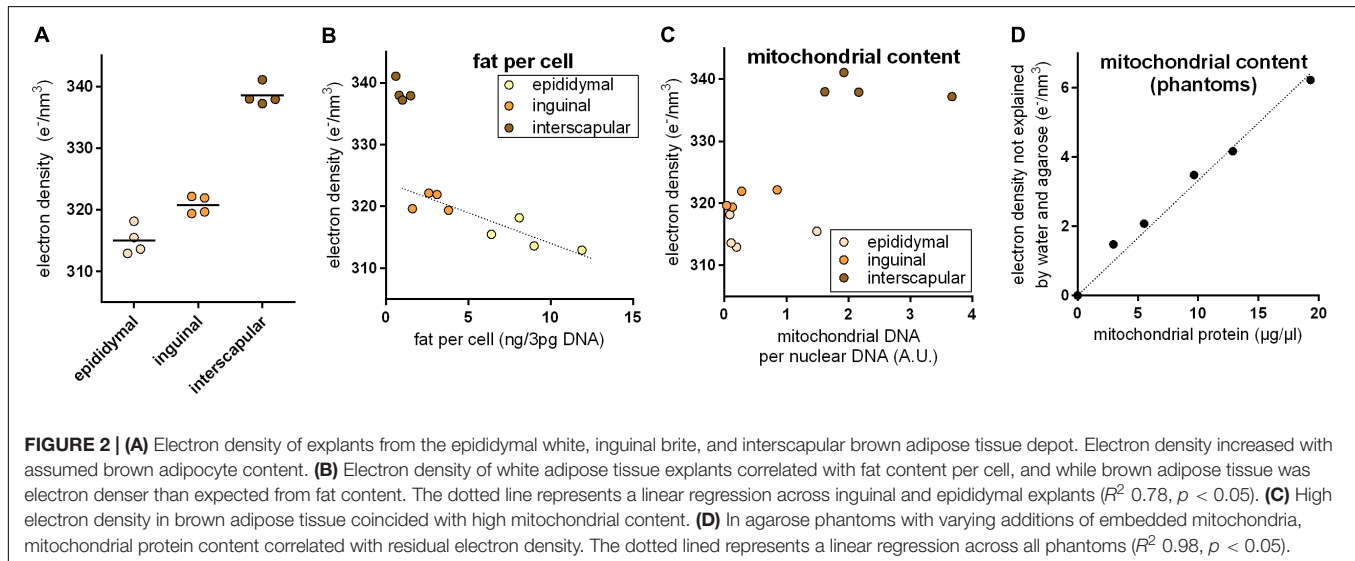 A
electron density (e⁻/nm³)
340
330
320
310
epididymal
inguinal
interscapular
B
fat per cell
epididymal
inguinal
interscapular
electron density (e⁻/nm³)
340
330
320
310
0 5 10 15
fat per cell (ng/3pg DNA)
C
mitochondrial content
electron density (e⁻/nm³)
340
330
320
310
epididymal
inguinal
interscapular
0 1 2 3 4
mitochondrial DNA
per nuclear DNA (A.U.)
D
mitochondrial content
(phantoms)
electron density not explained
by water and agarose (e⁻/nm³)
6
4
2
0
0 5 10 15 20
mitochondrial protein (µg/µl)
FIGURE 2 | (A) Electron density of explants from the epididymal white, inguinal brite, and interscapular brown adipose tissue depot. Electron density increased with
assumed brown adipocyte content. (B) Electron density of white adipose tissue explants correlated with fat content per cell, and while brown adipose tissue was
electron denser than expected from fat content. The dotted line represents a linear regression across inguinal and epididymal explants (R² 0.78, p < 0.05). (C) High
electron density in brown adipose tissue coincided with high mitochondrial content. (D) In agarose phantoms with varying additions of embedded mitochondria,
mitochondrial protein content correlated with residual electron density. The dotted lined represents a linear regression across all phantoms (R² 0.98, p < 0.05).